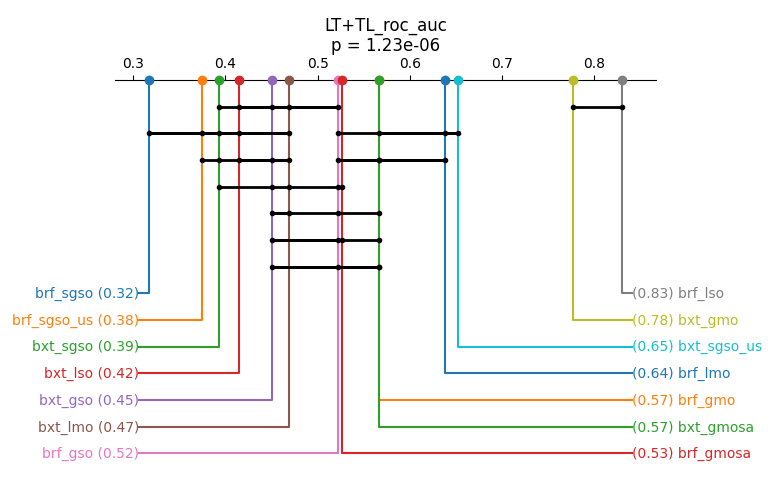 LT+TL_roc_auc
p = 1.23e-06
0.3 0.4 0.5 0.6 0.7 0.8
brf_sgso (0.32) (0.83) brf_lso
brf_sgso_us (0.38) (0.78) bxt_gmo
bxt_sgso (0.39) (0.65) bxt_sgso_us
bxt_lso (0.42) (0.64) brf_lmo
bxt_gso (0.45) (0.57) brf_gmo
bxt_lmo (0.47) (0.57) bxt_gmosa
brf_gso (0.52) (0.53) brf_gmosa